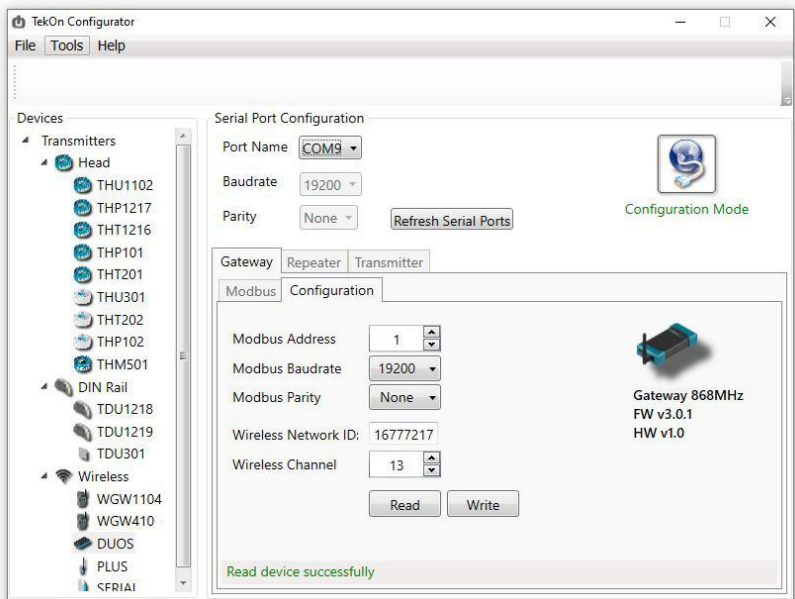 TekOn Configurator
File Tools Help
Devices
Transmitters
Head
THU1102
THP1217
THT1216
THP101
THT201
THU301
THT202
THP102
THM501
DIN Rail
TDU1218
TDU1219
TDU301
Wireless
WGW1104
WGW410
DUOS
PLUS
SERIAL
Serial Port Configuration
Port Name COM9
Baudrate 19200
Parity None Refresh Serial Ports
Configuration Mode
Gateway Repeater Transmitter
Modbus Configuration
Modbus Address 1
Modbus Baudrate 19200
Modbus Parity None
Wireless Network ID: 16777217
Wireless Channel 13
Read Write
Gateway 868MHz
FW v3.0.1
HW v1.0
Read device successfully